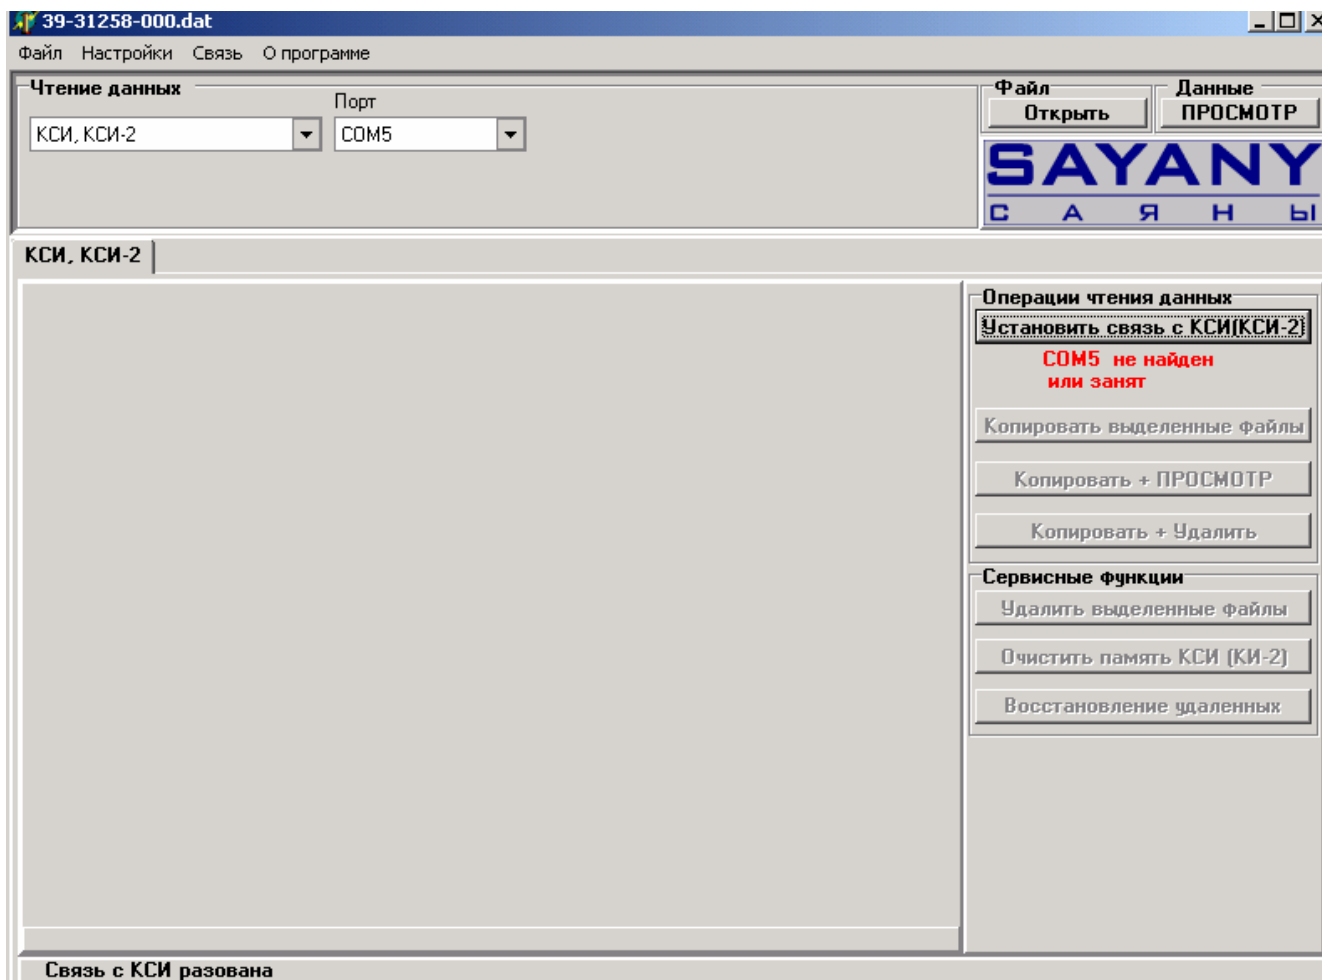 39-31258-000.dat
Файл Настройки Связь О программе
Чтение данных
Порт
КСИ, КСИ-2
COM5
Файл
Открыть
Данные
ПРОСМОТР
SAYANY
САЯНЫ
КСИ, КСИ-2
Операции чтения данных
Установить связь с КСИ(КСИ-2)
COM5 не найден
или занят
Копировать выделенные файлы
Копировать + ПРОСМОТР
Копировать + Удалить
Сервисные функции
Удалить выделенные файлы
Очистить память КСИ (КИ-2)
Восстановление удаленных
Связь с КСИ разована